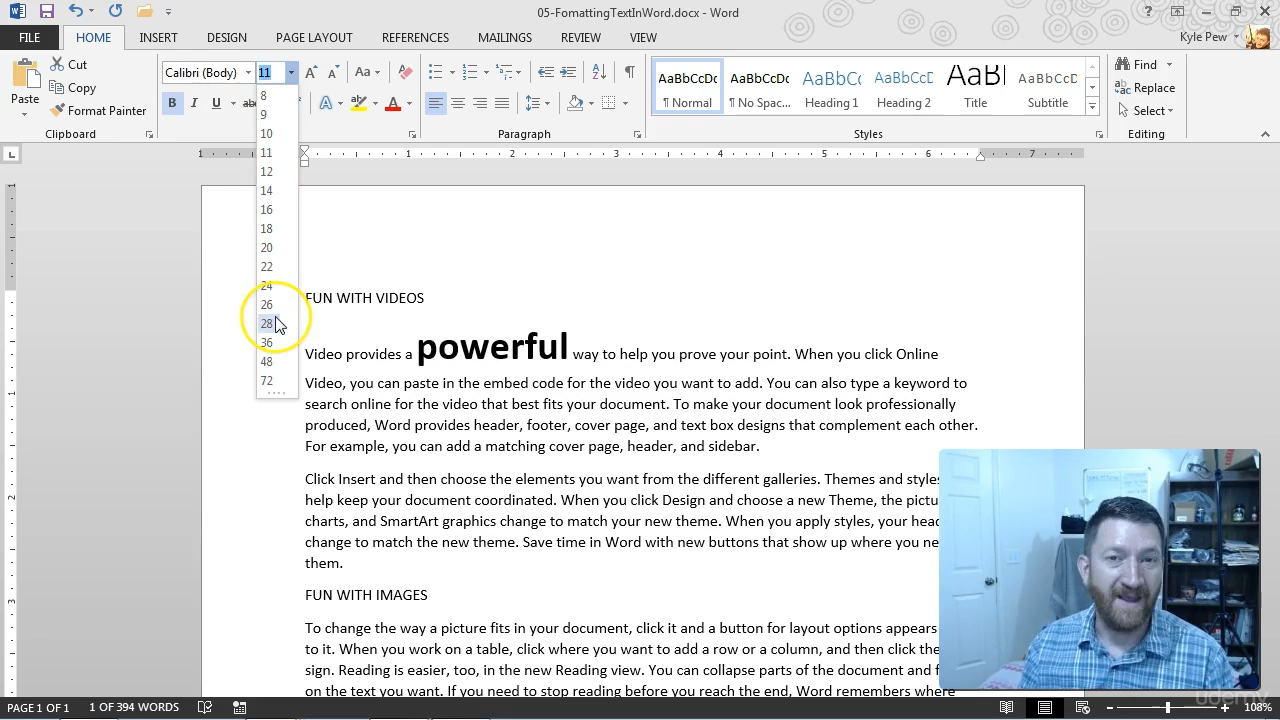 05-FomattingTextInWord.docx - Word
FILE HOME INSERT DESIGN PAGE LAYOUT REFERENCES MAILINGS REVIEW VIEW Kyle Pew
Paste
Cut
Copy
Format Painter
Clipboard
Calibri (Body) 11
B I U abc
8
9
10
11
12
14
16
18
20
22
24
26
28
36
48
72
Paragraph
AaBbCcDc AaBbCcDc AaBbCc AaBbCcD AaB AaBbCcD
¶ Normal ¶ No Spac... Heading 1 Heading 2 Title Subtitle
Styles
Find
Replace
Select
Editing
1 1 2 3 4 5 6 7
FUN WITH VIDEOS
Video provides a powerful way to help you prove your point. When you click Online
Video, you can paste in the embed code for the video you want to add. You can also type a keyword to
search online for the video that best fits your document. To make your document look professionally
produced, Word provides header, footer, cover page, and text box designs that complement each other.
For example, you can add a matching cover page, header, and sidebar.
Click Insert and then choose the elements you want from the different galleries. Themes and styles
help keep your document coordinated. When you click Design and choose a new Theme, the pictu
charts, and SmartArt graphics change to match your new theme. When you apply styles, your head
change to match the new theme. Save time in Word with new buttons that show up where you ne
them.
FUN WITH IMAGES
To change the way a picture fits in your document, click it and a button for layout options appears
to it. When you work on a table, click where you want to add a row or a column, and then click the
sign. Reading is easier, too, in the new Reading view. You can collapse parts of the document and f
on the text you want. If you need to stop reading before you reach the end, Word remembers where
PAGE 1 OF 1 1 OF 394 WORDS 108%
udemy